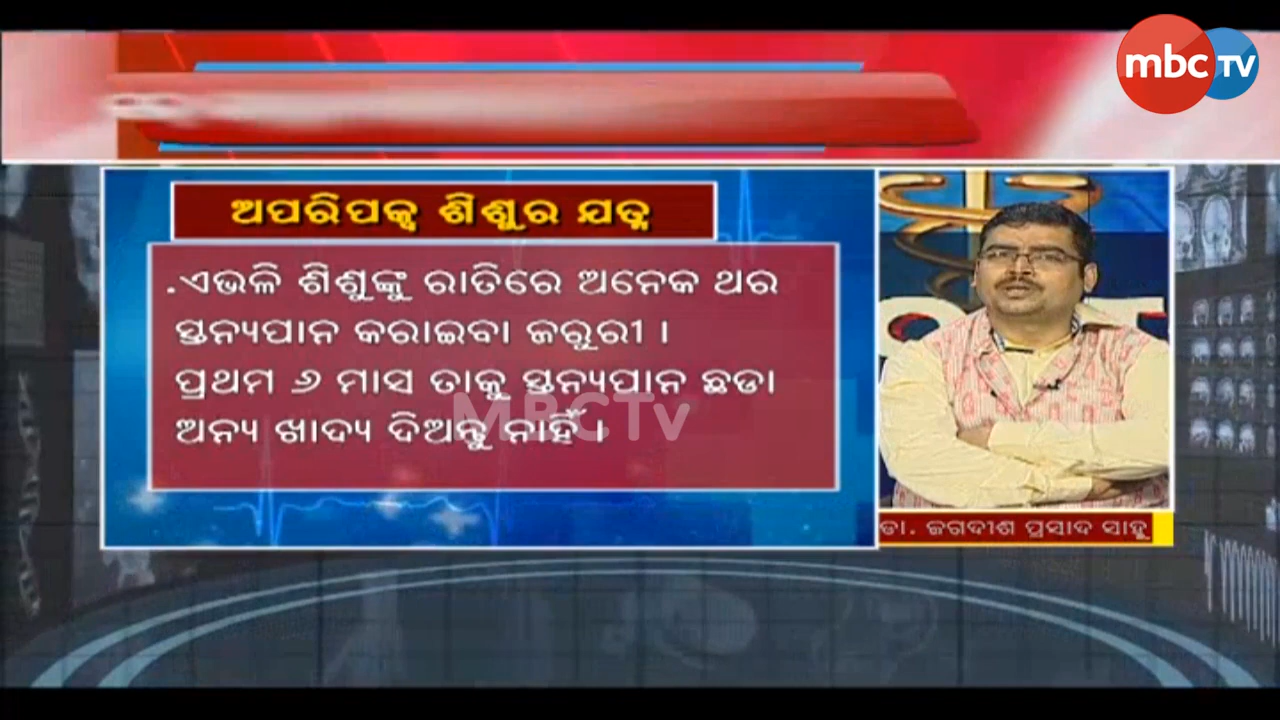 mbc TV
ଅପରିପକ୍ୱ ଶିଶୁର ଯତ୍ନ
.ଏଭଳି ଶିଶୁଙ୍କୁ ରାତିରେ ଅନେକ ଥର
ସ୍ତନ୍ୟପାନ କରାଇବା ଜରୁରୀ ।
ପ୍ରଥମ ୬ ମାସ ତାକୁ ସ୍ତନ୍ୟପାନ ଛଡା
ଅନ୍ୟ ଖାଦ୍ୟ ଦିଅନ୍ତୁ ନାହିଁ ।
MBCTv
ଡା. ଜଗଦୀଶ ପ୍ରସାଦ ସାହୁ